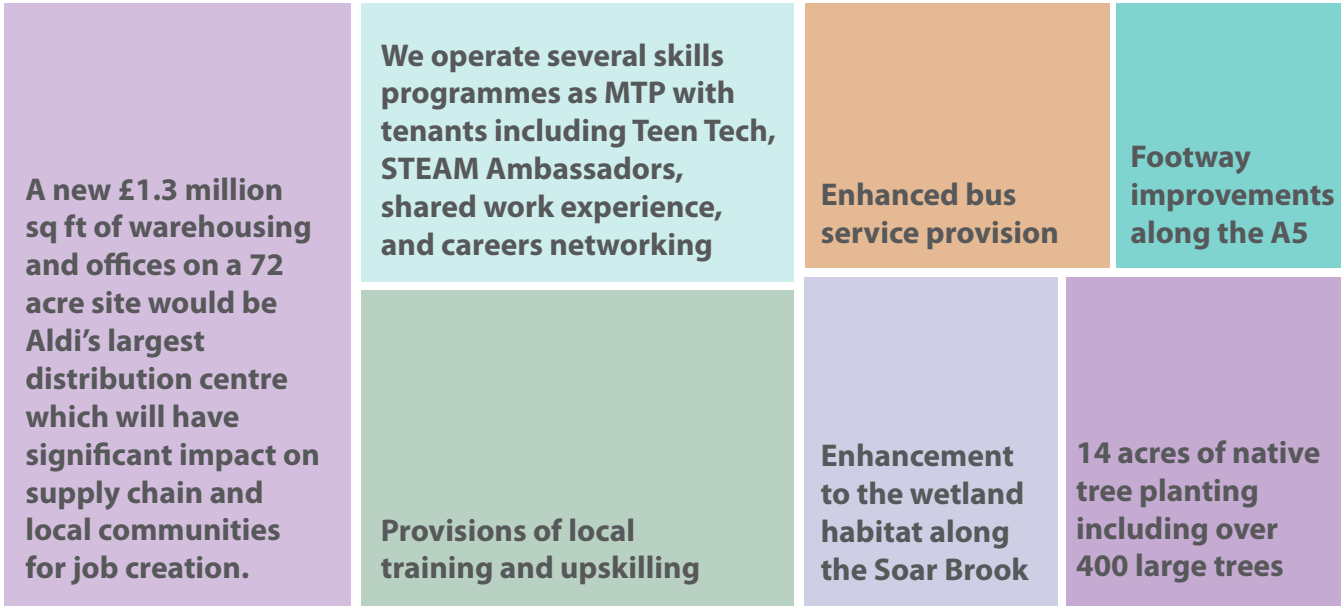 A new £1.3 million
sq ft of warehousing
and offices on a 72
acre site would be
Aldi’s largest
distribution centre
which will have
significant impact on
supply chain and
local communities
for job creation.
We operate several skills
programmes as MTP with
tenants including Teen Tech,
STEAM Ambassadors,
shared work experience,
and careers networking
Provisions of local
training and upskilling
Enhanced bus
service provision
Footway
improvements
along the A5
Enhancement
to the wetland
habitat along
the Soar Brook
14 acres of native
tree planting
including over
400 large trees